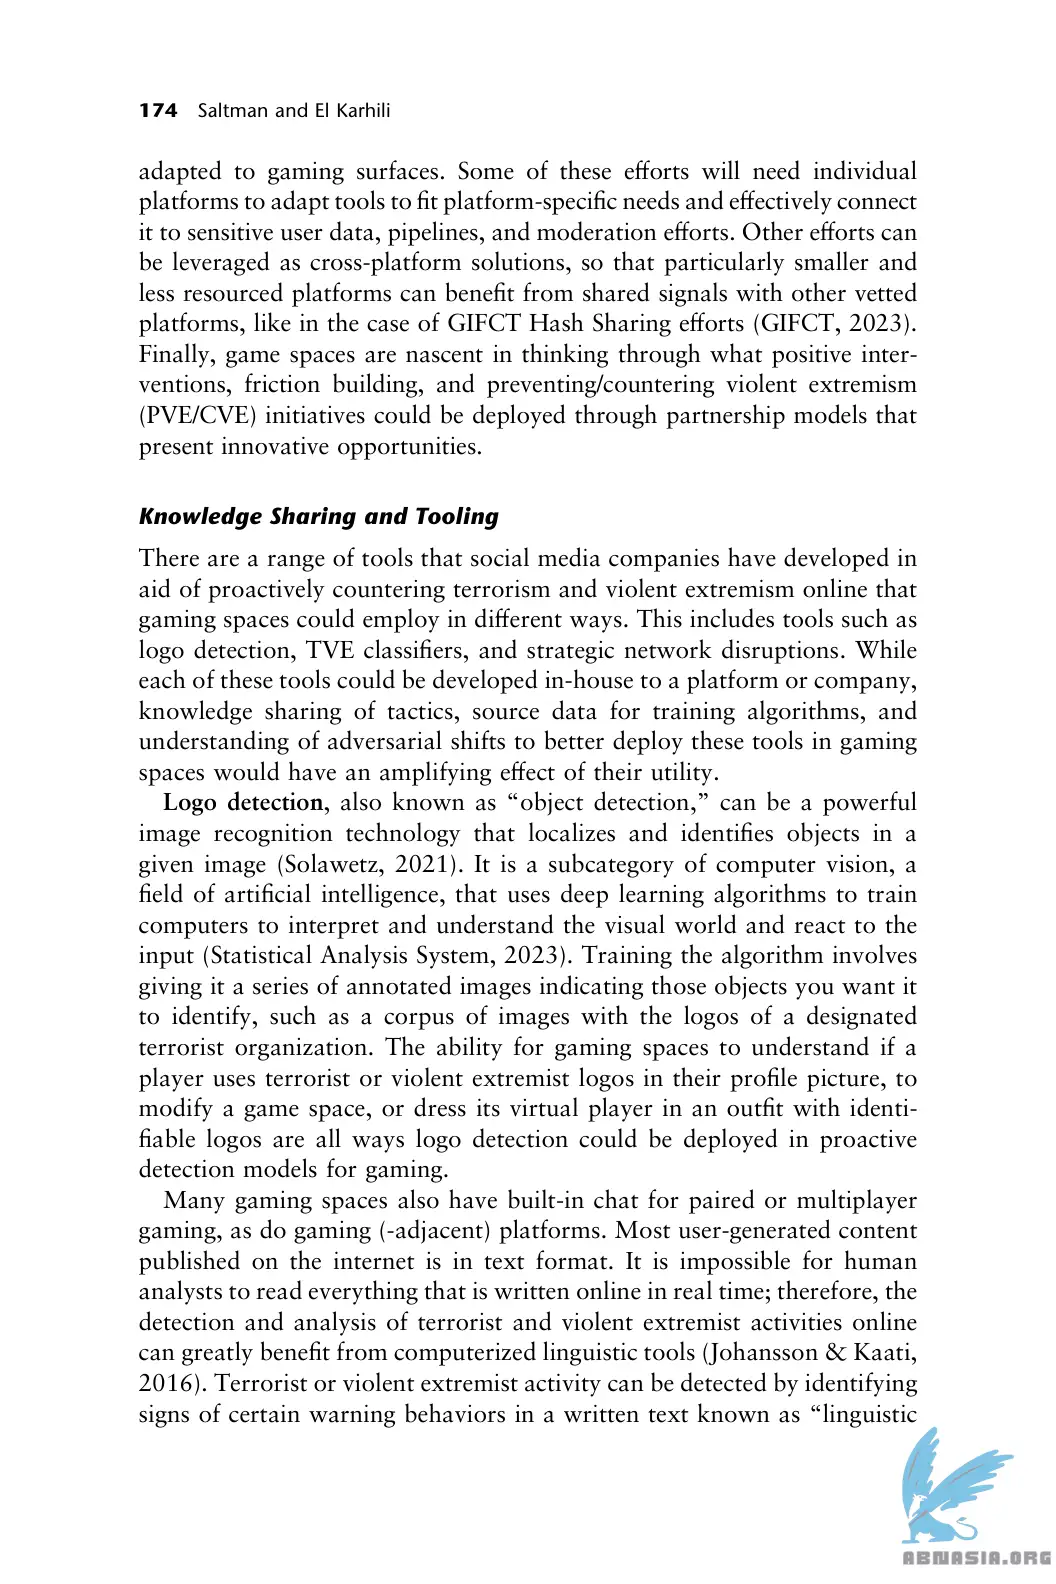 174 Saltman and El Karhili
adapted to gaming surfaces. Some of these efforts will need individual
platforms to adapt tools to fit platform-specific needs and effectively connect
it to sensitive user data, pipelines, and moderation efforts. Other efforts can
be leveraged as cross-platform solutions, so that particularly smaller and
less resourced platforms can benefit from shared signals with other vetted
platforms, like in the case of GIFCT Hash Sharing efforts (GIFCT, 2023).
Finally, game spaces are nascent in thinking through what positive inter-
ventions, friction building, and preventing/countering violent extremism
(PVE/CVE) initiatives could be deployed through partnership models that
present innovative opportunities.
Knowledge Sharing and Tooling
There are a range of tools that social media companies have developed in
aid of proactively countering terrorism and violent extremism online that
gaming spaces could employ in different ways. This includes tools such as
logo detection, TVE classifiers, and strategic network disruptions. While
each of these tools could be developed in-house to a platform or company,
knowledge sharing of tactics, source data for training algorithms, and
understanding of adversarial shifts to better deploy these tools in gaming
spaces would have an amplifying effect of their utility.
Logo detection, also known as “object detection,” can be a powerful
image recognition technology that localizes and identifies objects in a
given image (Solawetz, 2021). It is a subcategory of computer vision, a
field of artificial intelligence, that uses deep learning algorithms to train
computers to interpret and understand the visual world and react to the
input (Statistical Analysis System, 2023). Training the algorithm involves
giving it a series of annotated images indicating those objects you want it
to identify, such as a corpus of images with the logos of a designated
terrorist organization. The ability for gaming spaces to understand if a
player uses terrorist or violent extremist logos in their profile picture, to
modify a game space, or dress its virtual player in an outfit with identi-
fiable logos are all ways logo detection could be deployed in proactive
detection models for gaming.
Many gaming spaces also have built-in chat for paired or multiplayer
gaming, as do gaming (-adjacent) platforms. Most user-generated content
published on the internet is in text format. It is impossible for human
analysts to read everything that is written online in real time; therefore, the
detection and analysis of terrorist and violent extremist activities online
can greatly benefit from computerized linguistic tools (Johansson & Kaati,
2016). Terrorist or violent extremist activity can be detected by identifying
signs of certain warning behaviors in a written text known as “linguistic
ABNASIA.ORG